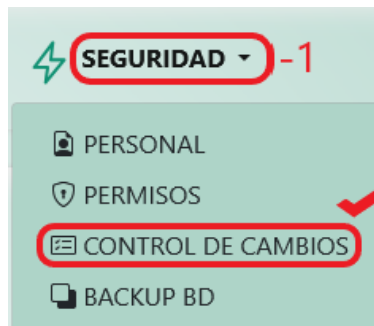 SEGURIDAD -1
PERSONAL
PERMISOS
CONTROL DE CAMBIOS
BACKUP BD